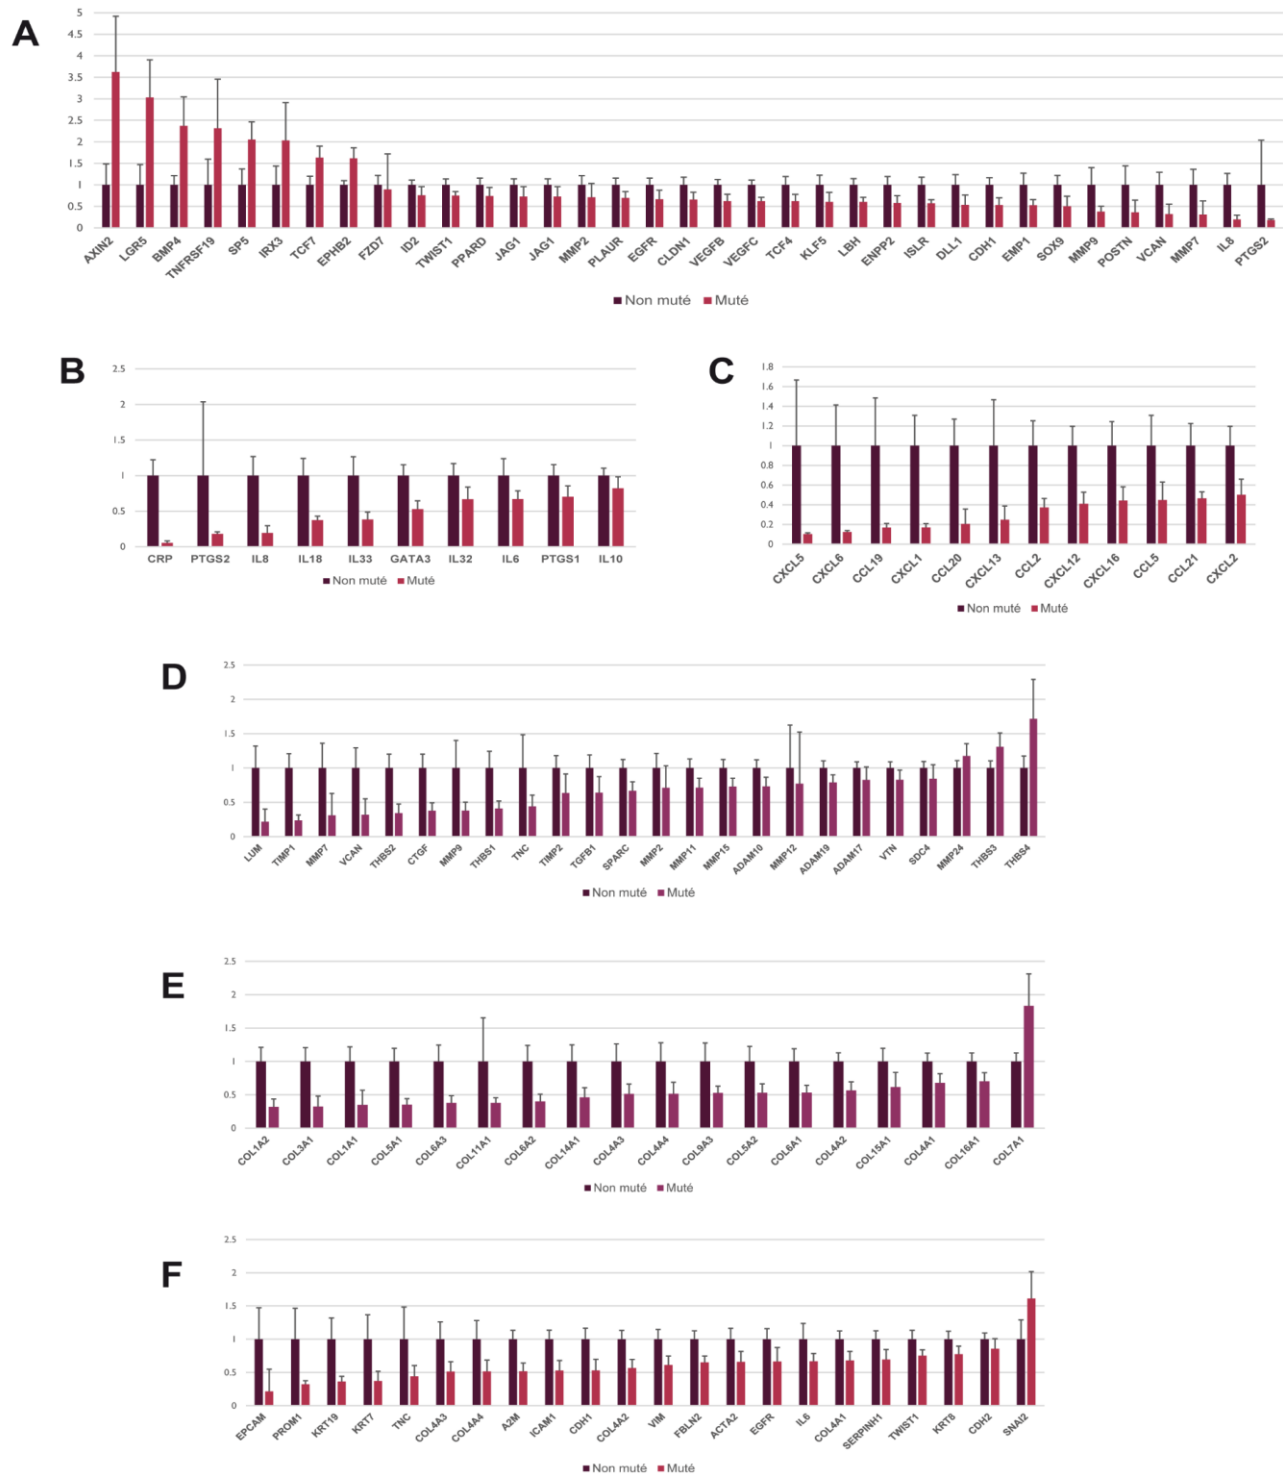 A
5
4.5
4
3.5
3
2.5
2
1.5
1
0.5
0
AXIN2 LGR5 BMP4 TNFRSF19 SP5 IRX3 TCF7 EPHB2 FZD7 ID2 TWIST1 PPARD JAG1 JAG1 MMP2 PLAUR EGFR CLDN1 VEGFB VEGFC TCF4 KLF5 LBH ENPP2 ISLR DLL1 CDH1 EMP1 SOX9 MMP9 POSTN VCAN MMP7 IL8 PTGS2
Non muté Muté
B
2.5
2
1.5
1
0.5
0
CRP PTGS2 IL8 IL18 IL33 GATA3 IL32 IL6 PTGS1 IL10
Non muté Muté
C
1.8
1.6
1.4
1.2
1
0.8
0.6
0.4
0.2
0
CXCL5 CXCL6 CCL19 CXCL1 CCL20 CXCL13 CCL2 CXCL12 CXCL16 CCL5 CCL21 CXCL2
Non muté Muté
D
2.5
2
1.5
1
0.5
0
LUM TIMP1 MMP7 VCAN THBS2 CTGF MMP9 THBS1 TNC TIMP2 TGFB1 SPARC MMP2 MMP11 MMP15 ADAM10 MMP12 ADAM19 ADAM17 VTN SDC4 MMP24 THBS3 THBS4
Non muté Muté
E
2.5
2
1.5
1
0.5
0
COL1A2 COL3A1 COL1A1 COL5A1 COL6A3 COL11A1 COL6A2 COL14A1 COL4A3 COL4A4 COL9A3 COL5A2 COL6A1 COL4A2 COL15A1 COL4A1 COL16A1 COL7A1
Non muté Muté
F
2.5
2
1.5
1
0.5
0
EPCAM PROM1 KRT19 KRT7 TNC COL4A3 COL4A4 A2M ICAM1 CDH1 COL4A2 VIM FBLN2 ACTA2 EGFR IL6 COL4A1 SERPINH1 TWIST1 KRT8 CDH2 SNAI2
Non muté Muté